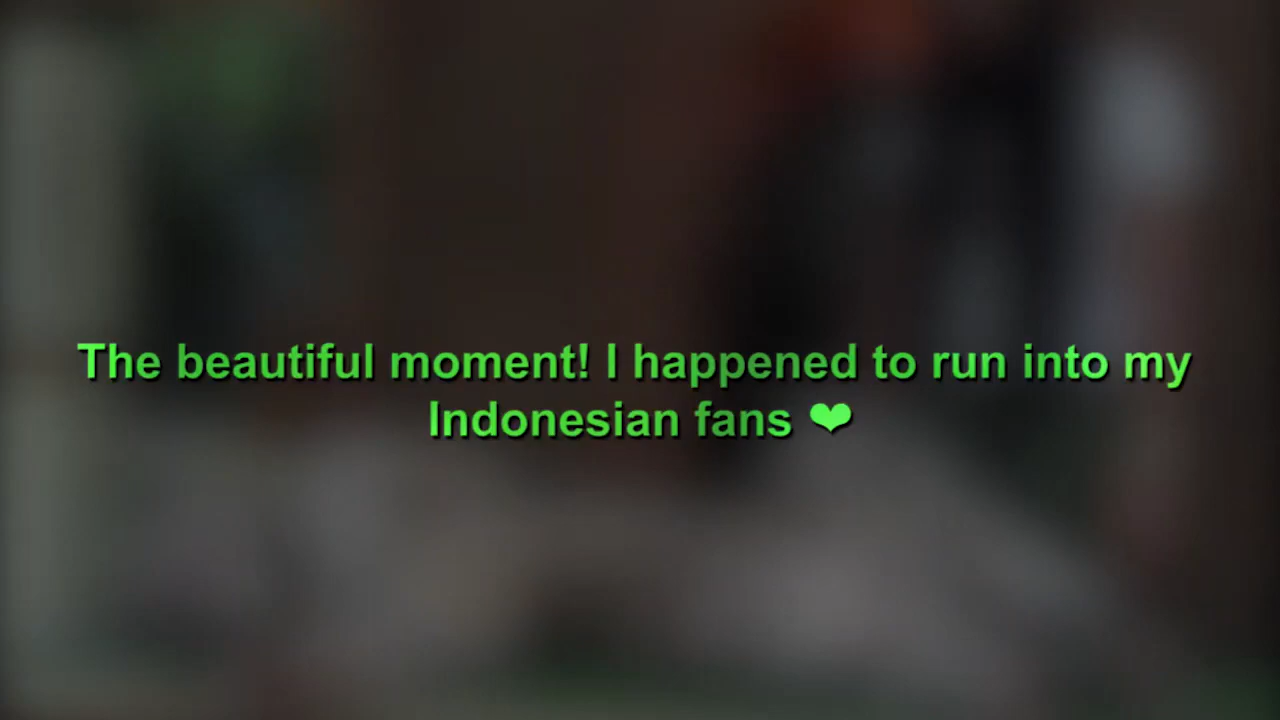 The beautiful moment! I happened to run into my
Indonesian fans ❤